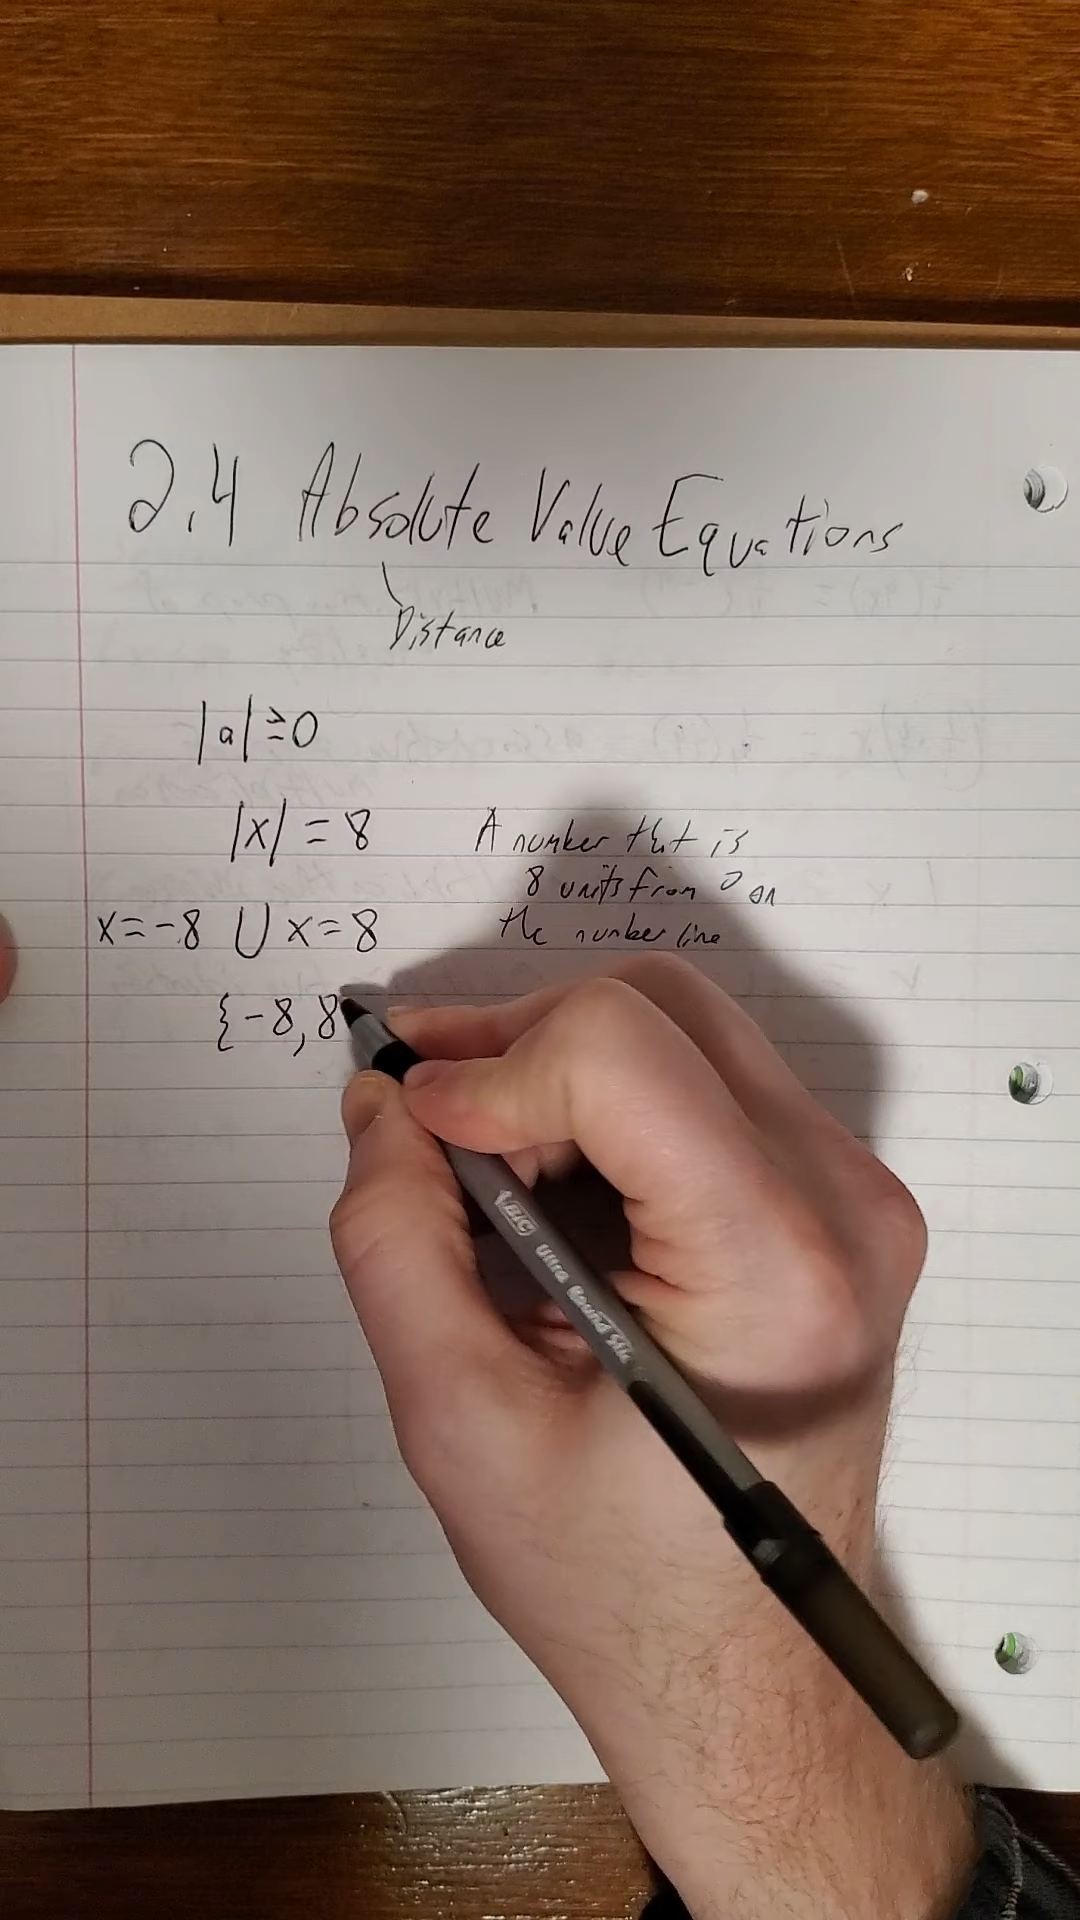 2.4 Absolute Value Equations
Distance
|a| ≥ 0
|x| = 8
A number that is
8 units from 0 on
the number line
x = -8 ∪ x = 8
{-8, 8
BIC Ultra Round Stic